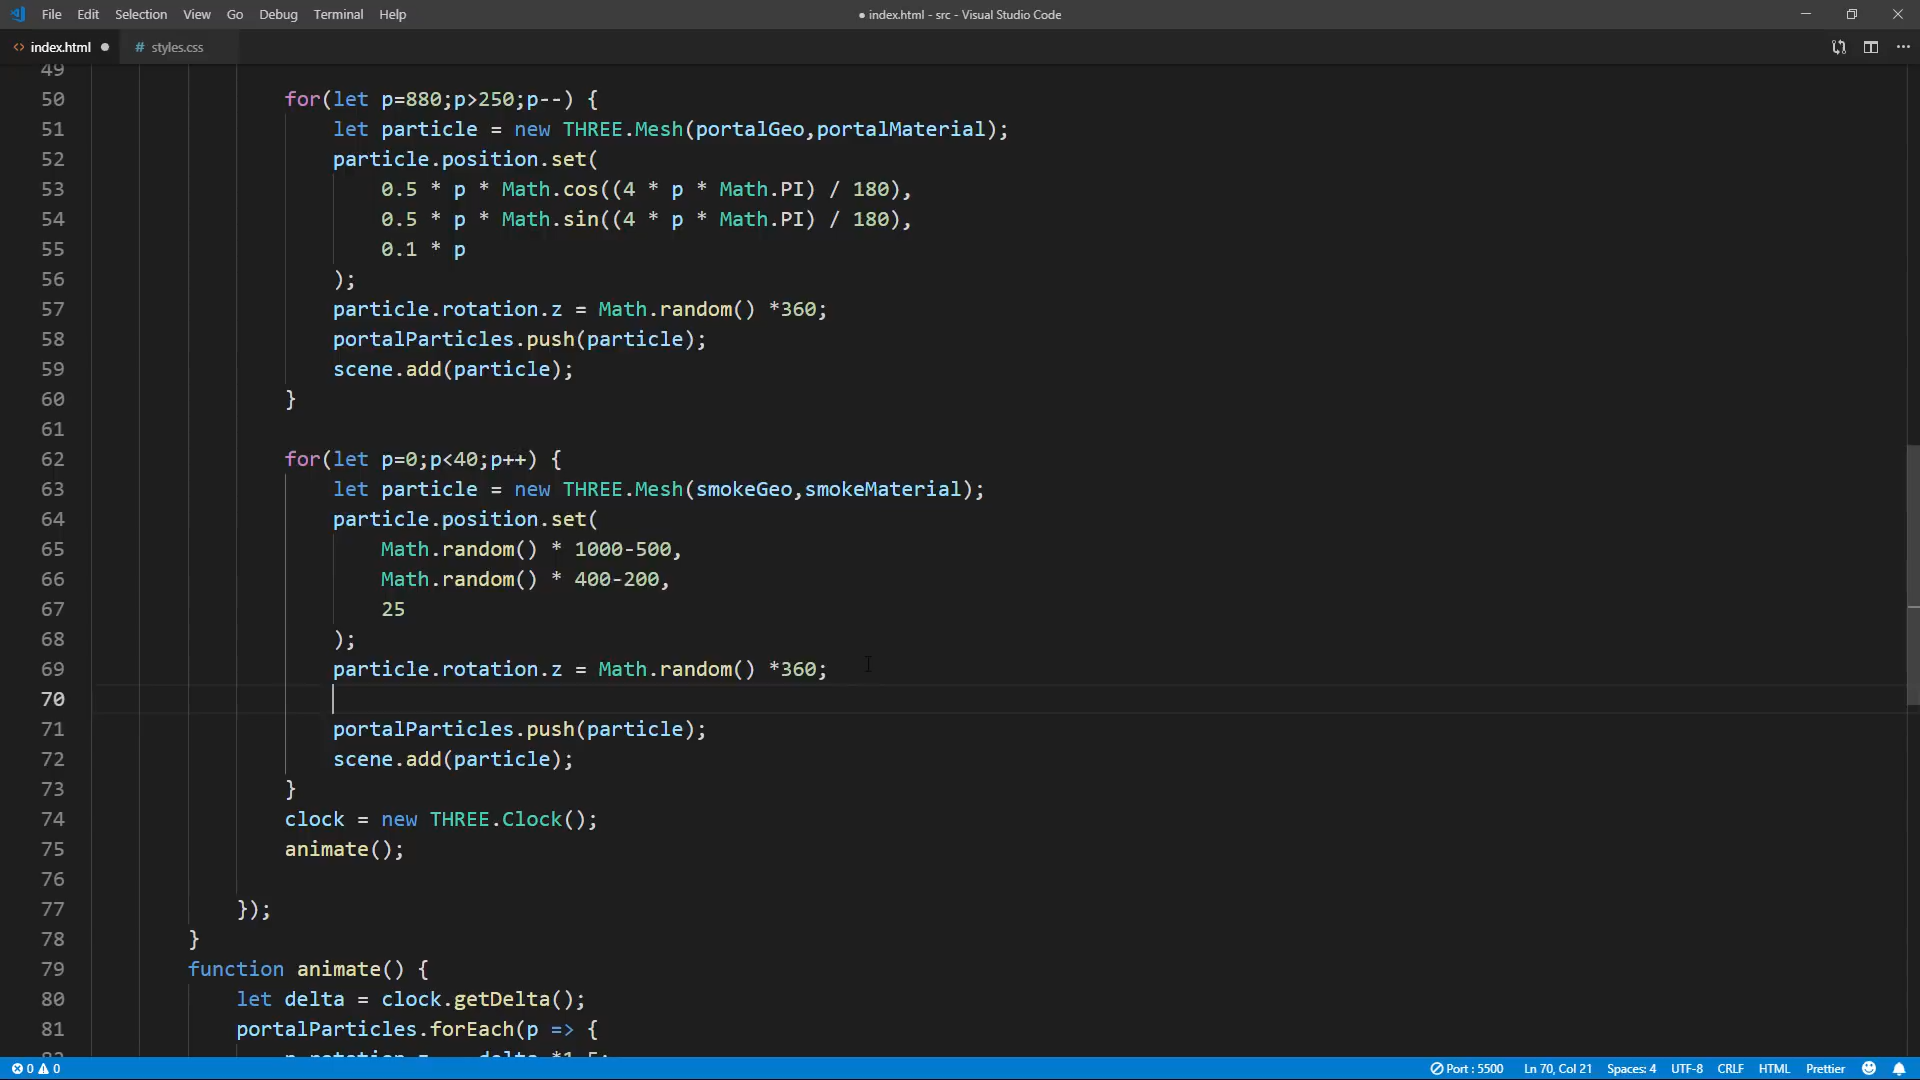 File Edit Selection View Go Debug Terminal Help
● index.html - src - Visual Studio Code
index.html ● # styles.css
49
50 for(let p=880;p>250;p--) {
51 let particle = new THREE.Mesh(portalGeo,portalMaterial);
52 particle.position.set(
53 0.5 * p * Math.cos((4 * p * Math.PI) / 180),
54 0.5 * p * Math.sin((4 * p * Math.PI) / 180),
55 0.1 * p
56 );
57 particle.rotation.z = Math.random() *360;
58 portalParticles.push(particle);
59 scene.add(particle);
60 }
61
62 for(let p=0;p<40;p++) {
63 let particle = new THREE.Mesh(smokeGeo,smokeMaterial);
64 particle.position.set(
65 Math.random() * 1000-500,
66 Math.random() * 400-200,
67 25
68 );
69 particle.rotation.z = Math.random() *360;
70
71 portalParticles.push(particle);
72 scene.add(particle);
73 }
74 clock = new THREE.Clock();
75 animate();
76
77 });
78 }
79 function animate() {
80 let delta = clock.getDelta();
81 portalParticles.forEach(p => {
0 0 Port : 5500 Ln 70, Col 21 Spaces: 4 UTF-8 CRLF HTML Prettier